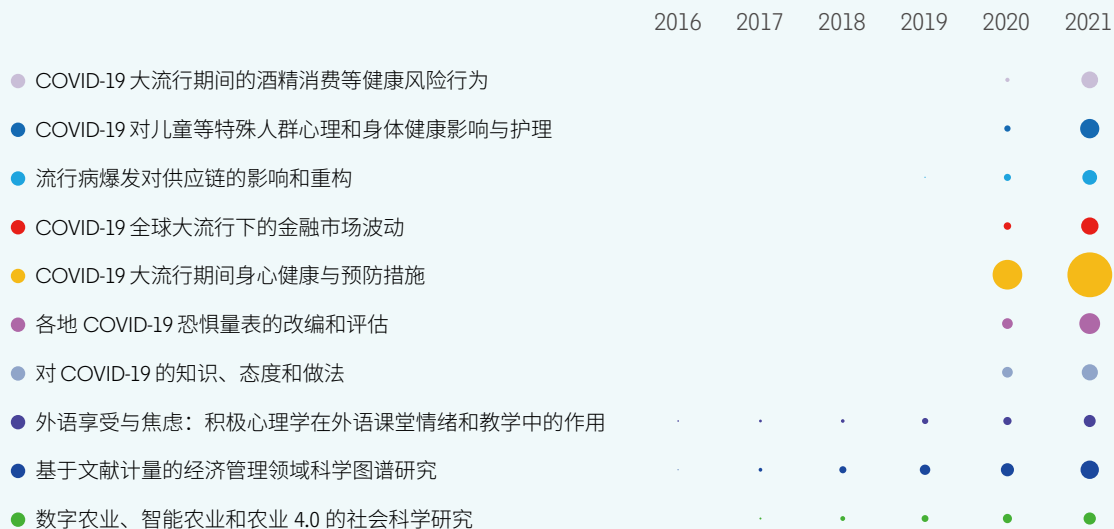 2016 2017 2018 2019 2020 2021
COVID-19 大流行期间的酒精消费等健康风险行为
COVID-19 对儿童等特殊人群心理和身体健康影响与护理
流行病爆发对供应链的影响和重构
COVID-19 全球大流行下的金融市场波动
COVID-19 大流行期间身心健康与预防措施
各地 COVID-19 恐惧量表的改编和评估
对 COVID-19 的知识、态度和做法
外语享受与焦虑：积极心理学在外语课堂情绪和教学中的作用
基于文献计量的经济管理领域科学图谱研究
数字农业、智能农业和农业 4.0 的社会科学研究